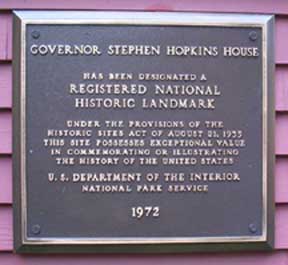 GOVERNOR STEPHEN HOPKINS HOUSE
HAS BEEN DESIGNATED A
REGISTERED NATIONAL
HISTORIC LANDMARK
UNDER THE PROVISIONS OF THE
HISTORIC SITES ACT OF AUGUST 21, 1935
THIS SITE POSSESSES EXCEPTIONAL VALUE
IN COMMEMORATING OR ILLUSTRATING
THE HISTORY OF THE UNITED STATES
U. S. DEPARTMENT OF THE INTERIOR
NATIONAL PARK SERVICE
1972